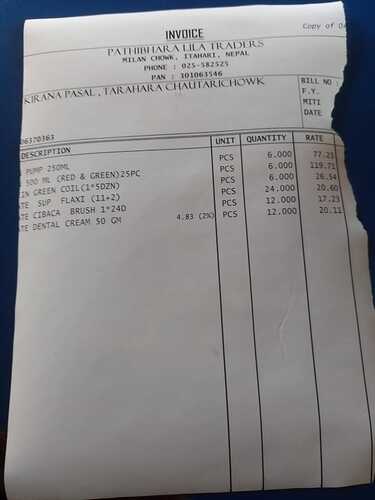 INVOICE
Copy of
PATHIBHARA LILA TRADERS
MILAN CHOWK, ITAHARI, NEPAL
PHONE : 025-582525
PAN : 301063546
KIRANA PASAL , TARAHARA CHAUTARICHOWK
BILL NO
F.Y.
MITI
DATE
06370363
DESCRIPTION UNIT QUANTITY RATE
PUMP 250ML PCS 6.000 77.23
500 ML (RED & GREEN)25PC PCS 6.000 119.71
IN GREEN COIL(1*5DZN) PCS 6.000 26.54
TE SUP FLAXI (11+2) PCS 24.000 20.60
TE CIBACA BRUSH 1*24D PCS 12.000 17.23
TE DENTAL CREAM 50 GM 4.83 (2%) PCS 12.000 20.11